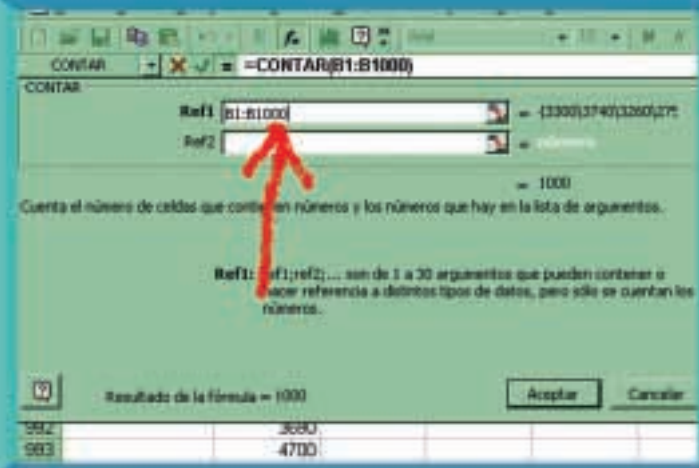 CONTAR = =CONTAR(B1:B1000)
CONTAR
Ref1 B1:B1000 = {3300\3740\3260\275
Ref2 = número
= 1000
Cuenta el número de celdas que contienen números y los números que hay en la lista de argumentos.
Ref1: ref1;ref2;... son de 1 a 30 argumentos que pueden contener o
hacer referencia a distintos tipos de datos, pero sólo se cuentan los
números.
Resultado de la fórmula = 1000 Aceptar Cancelar
992 3680
993 4700